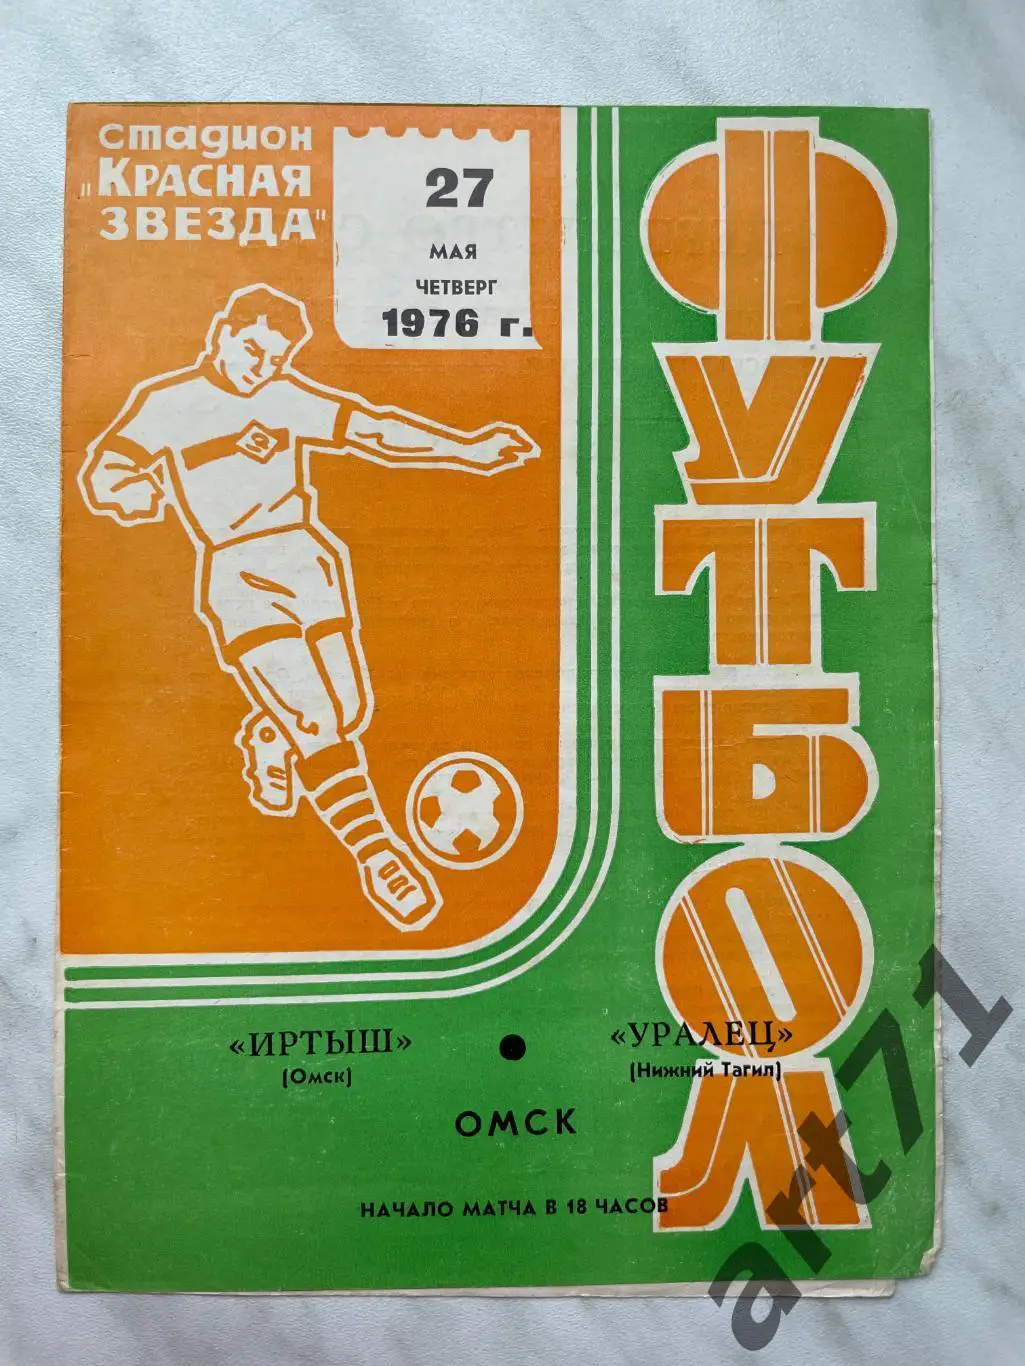 стадион
"КРАСНАЯ
ЗВЕЗДА"
27
МАЯ
ЧЕТВЕРГ
1976 г.
ФУТБОЛ
«ИРТЫШ» • «УРАЛЕЦ»
(Омск) (Нижний Тагил)
ОМСК
НАЧАЛО МАТЧА В 18 ЧАСОВ
art71